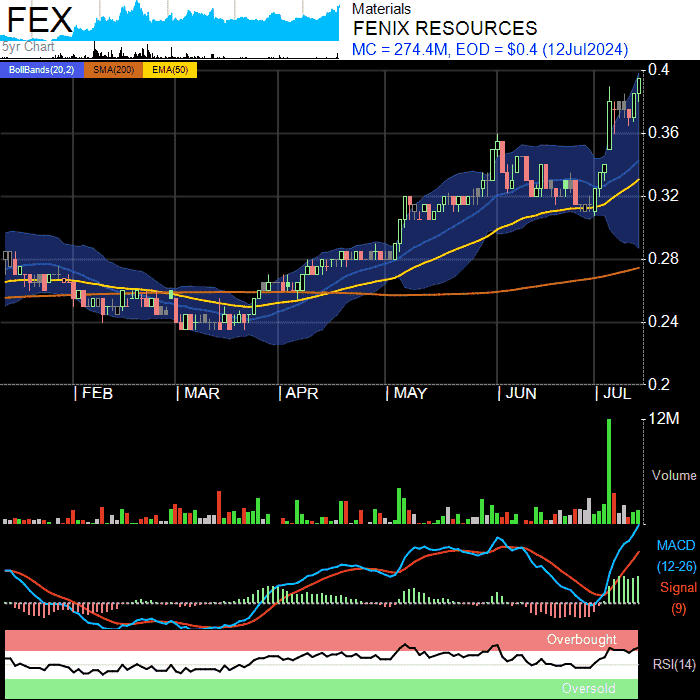 FEX
5yr Chart
Materials
FENIX RESOURCES
MC = 274.4M, EOD = $0.4 (12Jul2024)
BollBands(20,2) SMA(200) EMA(50)
0.4
0.36
0.32
0.28
0.24
0.2
FEB MAR APR MAY JUN JUL
12M
Volume
MACD
(12-26)
Signal
(9)
Overbought
RSI(14)
Oversold